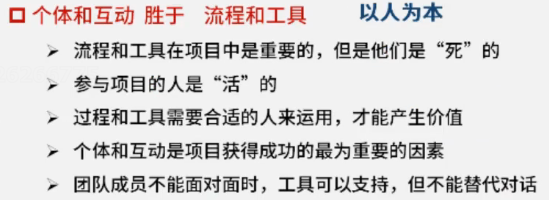 个体和互动 胜于 流程和工具 以人为本
流程和工具在项目中是重要的，但是他们是“死”的
参与项目的人是“活”的
过程和工具需要合适的人来运用，才能产生价值
个体和互动是项目获得成功的最为重要的因素
团队成员不能面对面时，工具可以支持，但不能替代对话